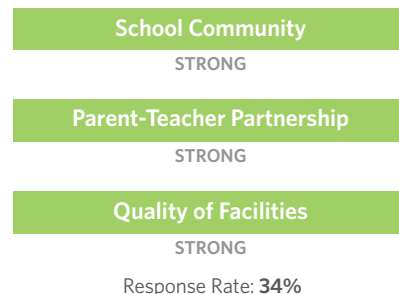 School Community
STRONG
Parent-Teacher Partnership
STRONG
Quality of Facilities
STRONG
Response Rate: 34%